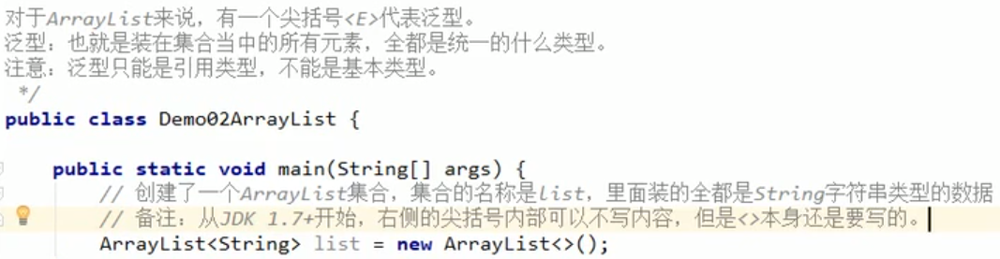 对于ArrayList来说，有一个尖括号<E>代表泛型。
泛型：也就是装在集合当中的所有元素，全都是统一的什么类型。
注意：泛型只能是引用类型，不能是基本类型。
*/
public class Demo02ArrayList {
public static void main(String[] args) {
// 创建了一个ArrayList集合，集合的名称是list，里面装的全都是String字符串类型的数据
// 备注：从JDK 1.7+开始，右侧的尖括号内部可以不写内容，但是<>本身还是要写的。
ArrayList<String> list = new ArrayList<>();